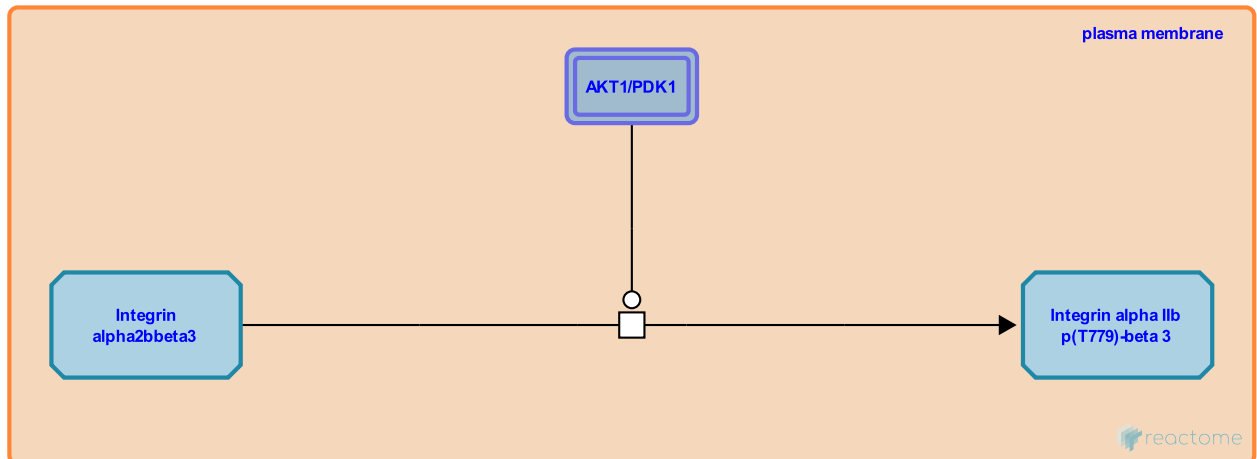 plasma membrane
AKT1/PDK1
Integrin
alpha2bbeta3
Integrin alpha IIb
p(T779)-beta 3
reactome